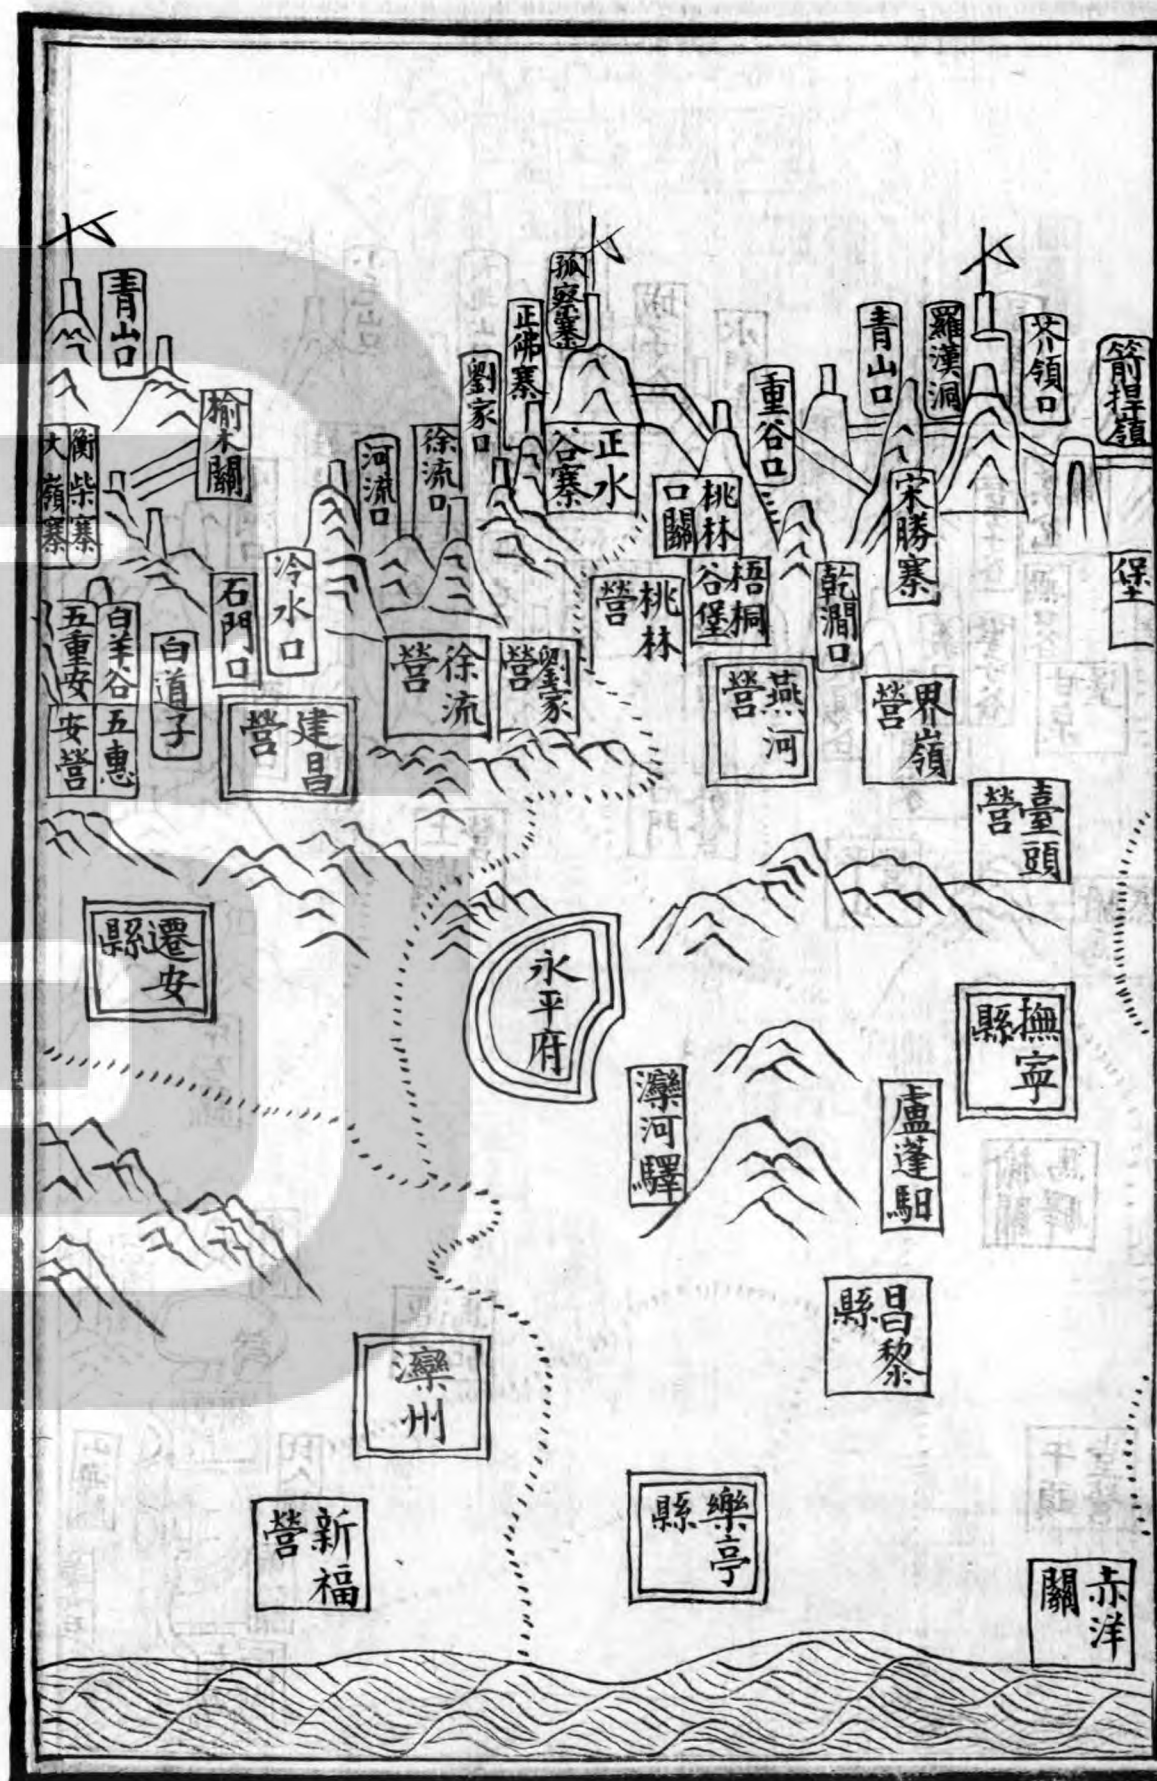 箭捍嶺
芥領口
羅漢洞
青山口
重谷口
孤察寨
正佛寨
劉家口
徐流口
河流口
榆木關
青山口
正水谷寨
桃林口關
宋勝寨
堡
乾澗口
梧桐谷堡
桃林營
劉家營
徐流營
冷水口
石門口
衡柴寨
大嶺寨
白羊谷
五重安
白道子
五惠
安營
建昌營
燕河營
界嶺營
臺頭營
遷安縣
永平府
撫寧縣
灤河驛
盧蓬馹
昌黎縣
灤州
樂亭縣
新福營
赤洋關